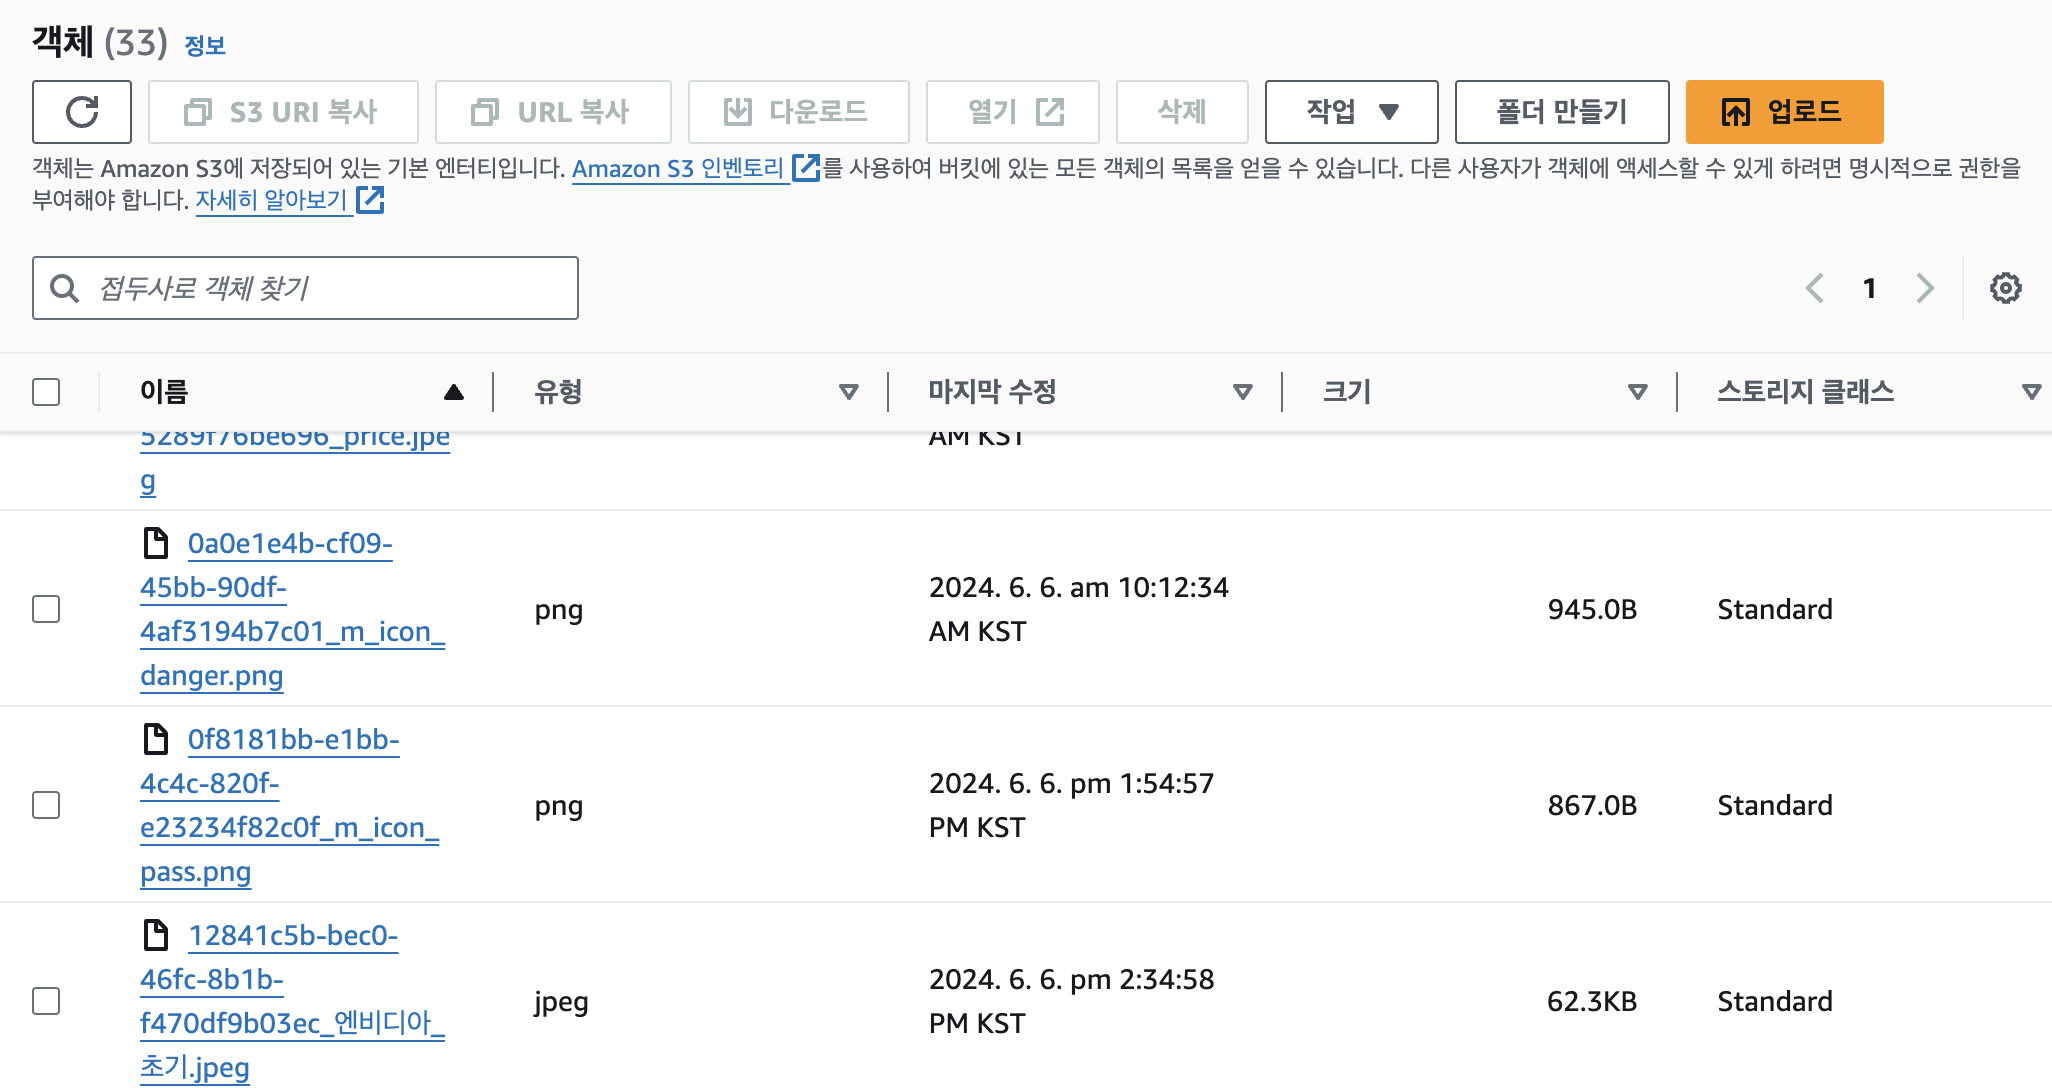 객체 (33) 정보
S3 URI 복사 URL 복사 다운로드 열기 삭제 작업 폴더 만들기 업로드
객체는 Amazon S3에 저장되어 있는 기본 엔터티입니다. Amazon S3 인벤토리를 사용하여 버킷에 있는 모든 객체의 목록을 얻을 수 있습니다. 다른 사용자가 객체에 액세스할 수 있게 하려면 명시적으로 권한을
부여해야 합니다. 자세히 알아보기
접두사로 객체 찾기 1
이름 유형 마지막 수정 크기 스토리지 클래스
5289f76be696_price.jpe AM KST
g
0a0e1e4b-cf09-
45bb-90df-
4af3194b7c01_m_icon_
danger.png
png
2024. 6. 6. am 10:12:34
AM KST
945.0B
Standard
0f8181bb-e1bb-
4c4c-820f-
e23234f82c0f_m_icon_
pass.png
png
2024. 6. 6. pm 1:54:57
PM KST
867.0B
Standard
12841c5b-bec0-
46fc-8b1b-
f470df9b03ec_엔비디아_
초기.jpeg
jpeg
2024. 6. 6. pm 2:34:58
PM KST
62.3KB
Standard